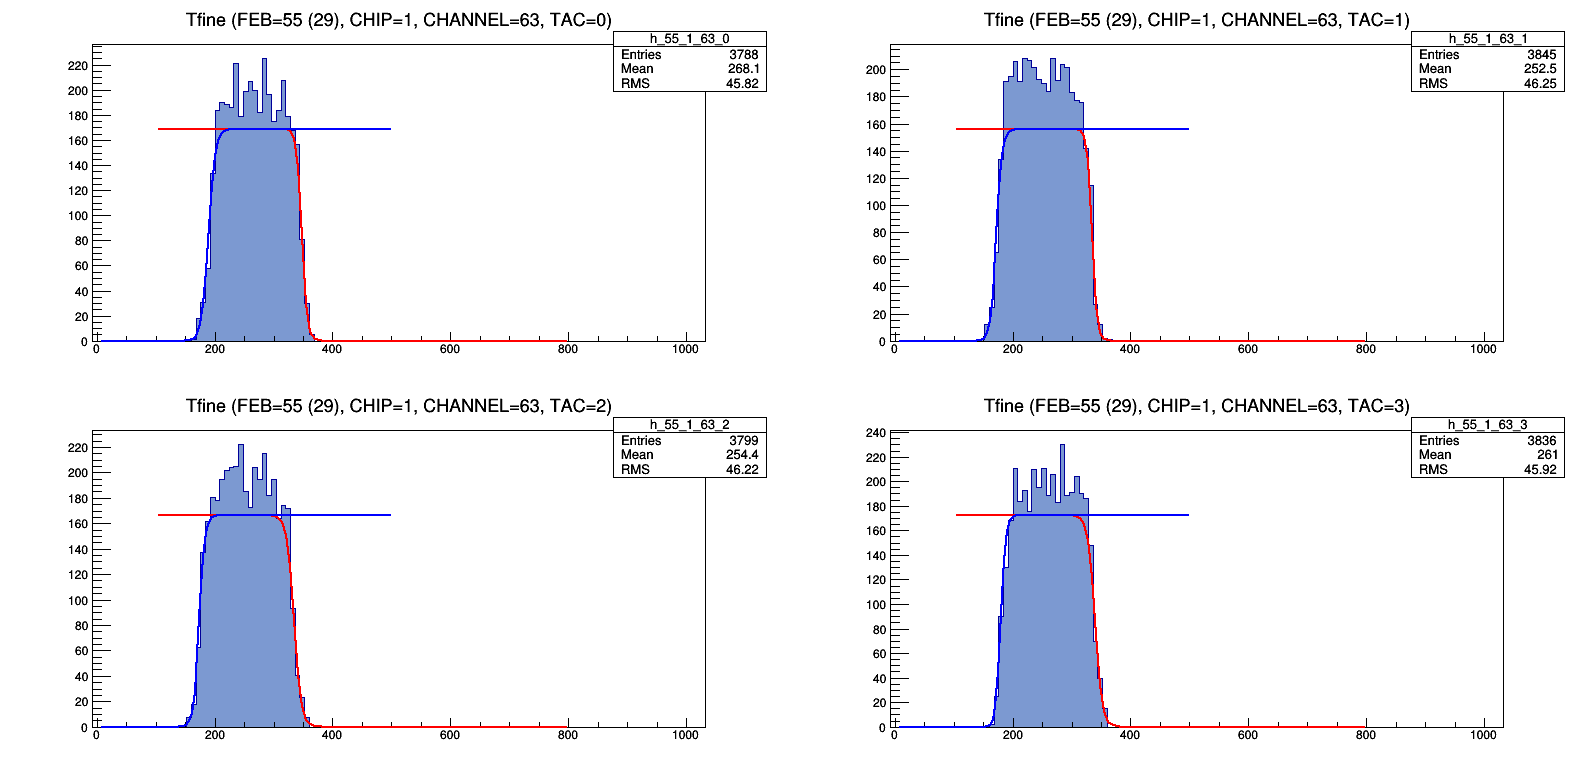 Tfine (FEB=55 (29), CHIP=1, CHANNEL=63, TAC=0)
h_55_1_63_0
Entries 3788
Mean 268.1
RMS 45.82
220
200
180
160
140
120
100
80
60
40
20
0
0 200 400 600 800 1000
Tfine (FEB=55 (29), CHIP=1, CHANNEL=63, TAC=1)
h_55_1_63_1
Entries 3845
Mean 252.5
RMS 46.25
200
180
160
140
120
100
80
60
40
20
0
0 200 400 600 800 1000
Tfine (FEB=55 (29), CHIP=1, CHANNEL=63, TAC=2)
h_55_1_63_2
Entries 3799
Mean 254.4
RMS 46.22
220
200
180
160
140
120
100
80
60
40
20
0
0 200 400 600 800 1000
Tfine (FEB=55 (29), CHIP=1, CHANNEL=63, TAC=3)
h_55_1_63_3
Entries 3836
Mean 261
RMS 45.92
240
220
200
180
160
140
120
100
80
60
40
20
0
0 200 400 600 800 1000